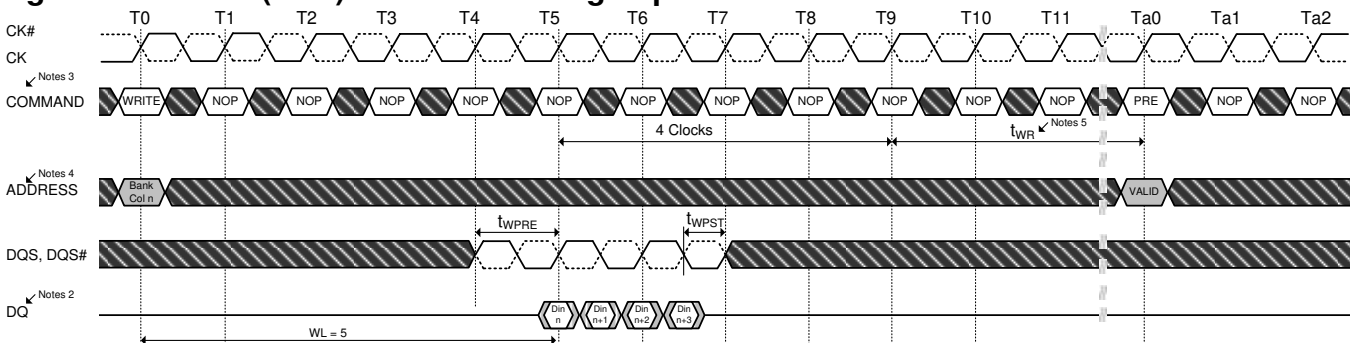 T0 T1 T2 T3 T4 T5 T6 T7 T8 T9 T10 T11 Ta0 Ta1 Ta2
CK#
CK
Notes 3
COMMAND WRITE NOP NOP NOP NOP NOP NOP NOP NOP NOP NOP NOP PRE NOP NOP
4 Clocks tWR Notes 5
Notes 4
ADDRESS Bank Col n VALID
tWPRE tWPST
DQS, DQS#
Notes 2
DQ Din n Din n+1 Din n+2 Din n+3
WL = 5